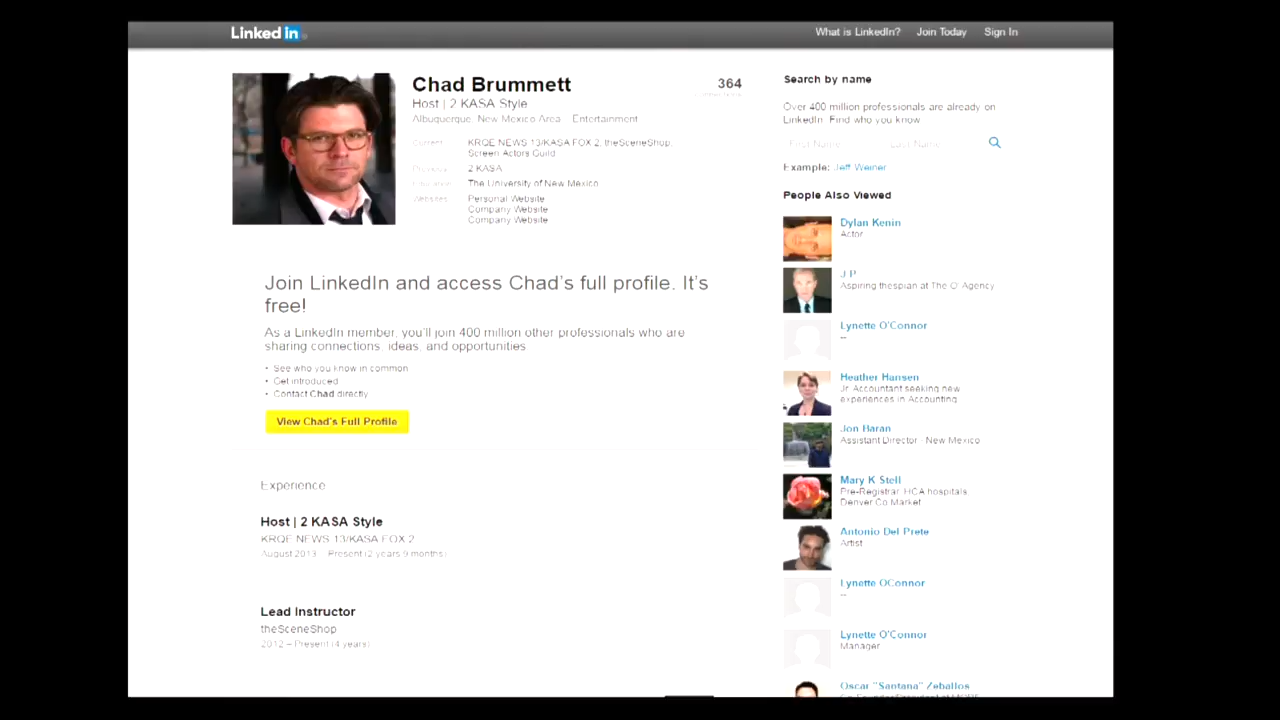 Linked in
What is LinkedIn? Join Today Sign In
Chad Brummett
364
Host | 2 KASA Style
Albuquerque, New Mexico Area Entertainment
Current KRQE NEWS 13/KASA FOX 2, theSceneShop,
Screen Actors Guild
Previous 2 KASA
Education The University of New Mexico
Websites Personal Website
Company Website
Company Website
Join LinkedIn and access Chad's full profile. It's
free!
As a LinkedIn member, you'll join 400 million other professionals who are
sharing connections, ideas, and opportunities.
• See who you know in common
• Get introduced
• Contact Chad directly
View Chad's Full Profile
Experience
Host | 2 KASA Style
KRQE NEWS 13/KASA FOX 2
August 2013 – Present (2 years 9 months)
Lead Instructor
theSceneShop
2012 – Present (4 years)
Search by name
Over 400 million professionals are already on
LinkedIn. Find who you know.
First Name Last Name
Example: Jeff Weiner
People Also Viewed
Dylan Kenin
Actor
J P
Aspiring thespian at The O' Agency
Lynette O'Connor
--
Heather Hansen
Jr. Accountant seeking new
experiences in Accounting.
Jon Baran
Assistant Director - New Mexico
Mary K Stell
Pre-Registrar, HCA hospitals,
Denver Co Market
Antonio Del Prete
Artist
Lynette OConnor
--
Lynette O'Connor
Manager
Oscar "Santana" Zeballos